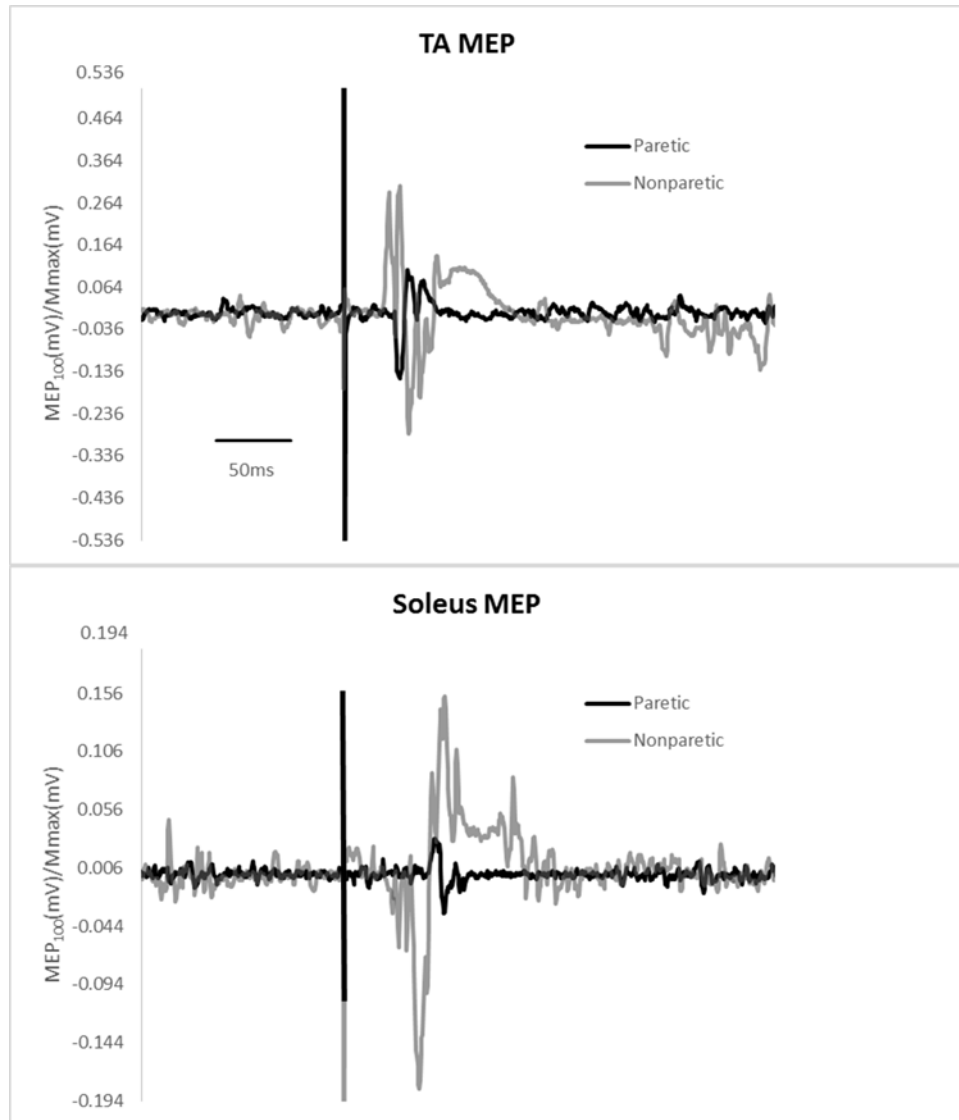 TA MEP
0.536
0.464
0.364
0.264
0.164
0.064
-0.036
-0.136
-0.236
-0.336
-0.436
-0.536
MEP100(mV)/Mmax(mV)
Paretic
Nonparetic
50ms
Soleus MEP
0.194
0.156
0.106
0.056
0.006
-0.044
-0.094
-0.144
-0.194
MEP100(mV)/Mmax(mV)
Paretic
Nonparetic